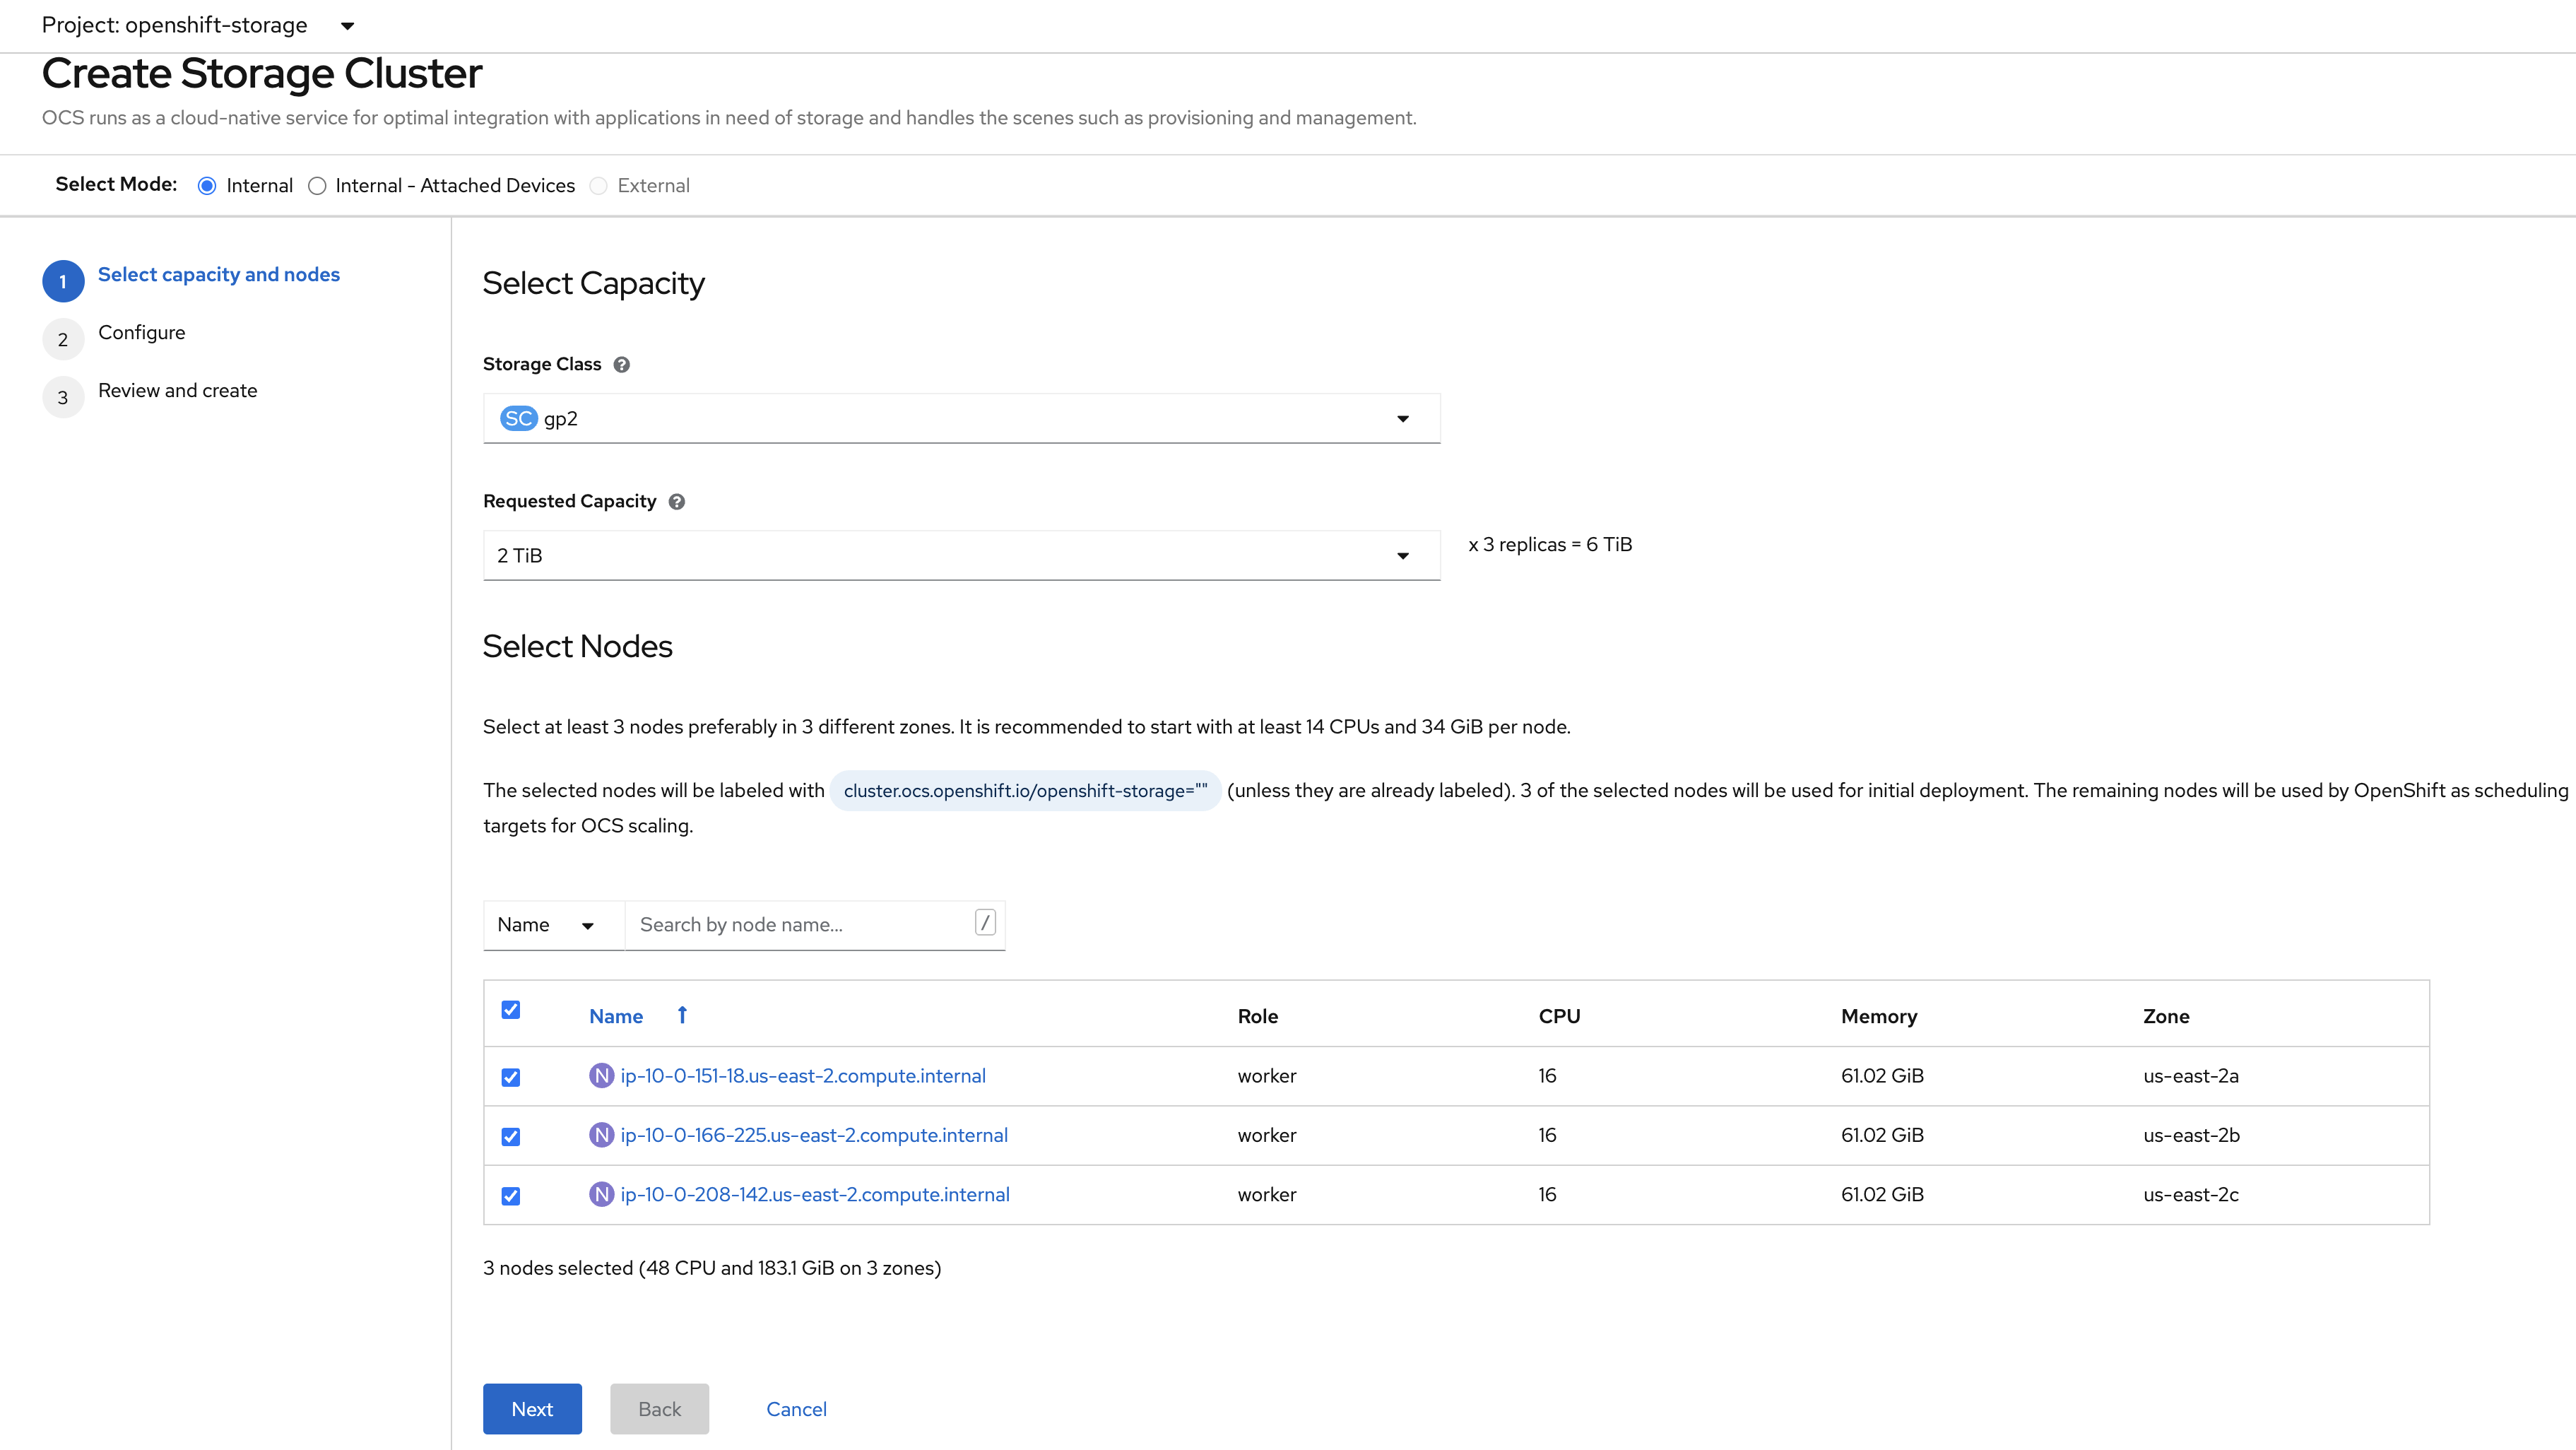 Project: openshift-storage
Create Storage Cluster
OCS runs as a cloud-native service for optimal integration with applications in need of storage and handles the scenes such as provisioning and management.
Select Mode: Internal Internal - Attached Devices External
1 Select capacity and nodes
2 Configure
3 Review and create
Select Capacity
Storage Class ?
SC gp2
Requested Capacity ?
2 TiB x 3 replicas = 6 TiB
Select Nodes
Select at least 3 nodes preferably in 3 different zones. It is recommended to start with at least 14 CPUs and 34 GiB per node.
The selected nodes will be labeled with cluster.ocs.openshift.io/openshift-storage="" (unless they are already labeled). 3 of the selected nodes will be used for initial deployment. The remaining nodes will be used by OpenShift as scheduling
targets for OCS scaling.
Name Search by node name... /
Name Role CPU Memory Zone
N ip-10-0-151-18.us-east-2.compute.internal worker 16 61.02 GiB us-east-2a
N ip-10-0-166-225.us-east-2.compute.internal worker 16 61.02 GiB us-east-2b
N ip-10-0-208-142.us-east-2.compute.internal worker 16 61.02 GiB us-east-2c
3 nodes selected (48 CPU and 183.1 GiB on 3 zones)
Next Back Cancel